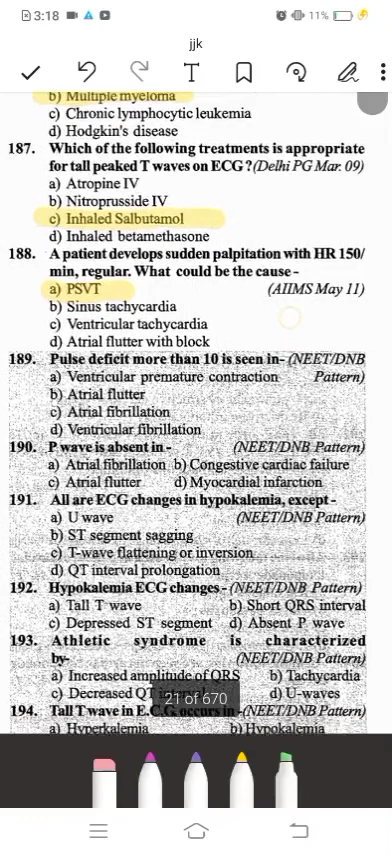 3:18
11%
jjk
T
b) Multiple myeloma
c) Chronic lymphocytic leukemia
d) Hodgkin's disease
187. Which of the following treatments is appropriate
for tall peaked T waves on ECG ? (Delhi PG Mar. 09)
a) Atropine IV
b) Nitroprusside IV
c) Inhaled Salbutamol
d) Inhaled betamethasone
188. A patient develops sudden palpitation with HR 150/
min, regular. What could be the cause -
a) PSVT (AIIMS May 11)
b) Sinus tachycardia
c) Ventricular tachycardia
d) Atrial flutter with block
189. Pulse deficit more than 10 is seen in- (NEET/DNB
a) Ventricular premature contraction Pattern)
b) Atrial flutter
c) Atrial fibrillation
d) Ventricular fibrillation
190. P wave is absent in - (NEET/DNB Pattern)
a) Atrial fibrillation b) Congestive cardiac failure
c) Atrial flutter d) Myocardial infarction
191. All are ECG changes in hypokalemia, except -
a) U wave (NEET/DNB Pattern)
b) ST segment sagging
c) T-wave flattening or inversion
d) QT interval prolongation
192. Hypokalemia ECG changes - (NEET/DNB Pattern)
a) Tall T wave b) Short QRS interval
c) Depressed ST segment d) Absent P wave
193. Athletic syndrome is characterized
by- (NEET/DNB Pattern)
a) Increased amplitude of QRS b) Tachycardia
c) Decreased QT d) U-waves
21 of 670
194. Tall T wave in E.C.G. occurs in -(NEET/DNB Pattern)
a) Hyperkalemia b) Hypokalemia